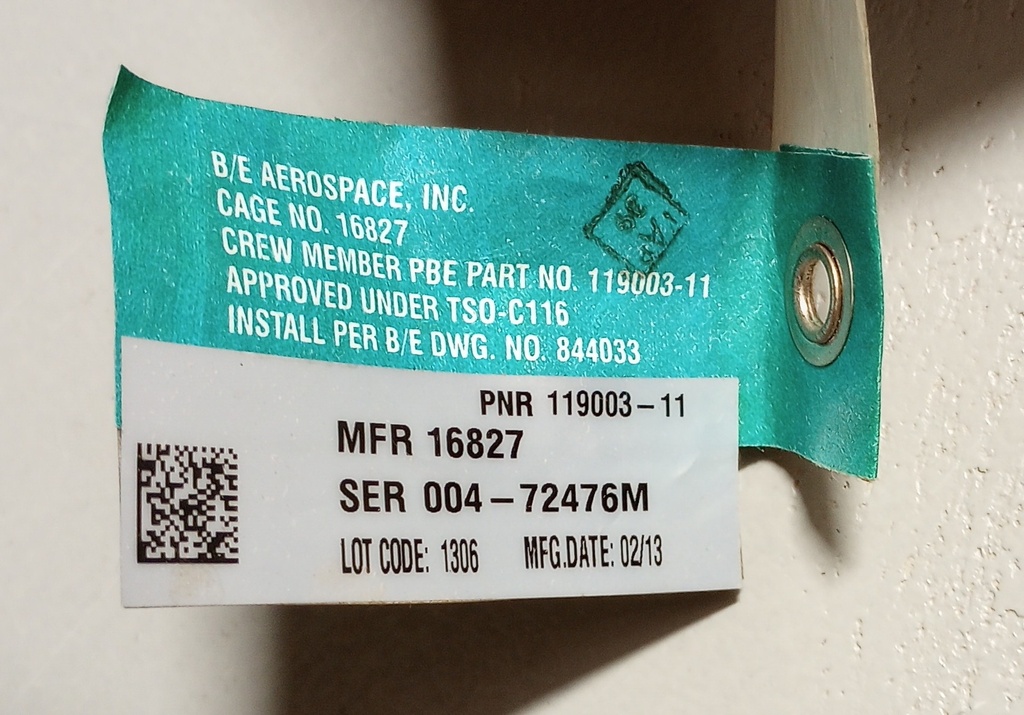 B/E AEROSPACE, INC.
CAGE NO. 16827
CREW MEMBER PBE PART NO. 119003-11
APPROVED UNDER TSO-C116
INSTALL PER B/E DWG. NO. 844033
PNR 119003-11
MFR 16827
SER 004-72476M
LOT CODE: 1306 MFG.DATE: 02/13